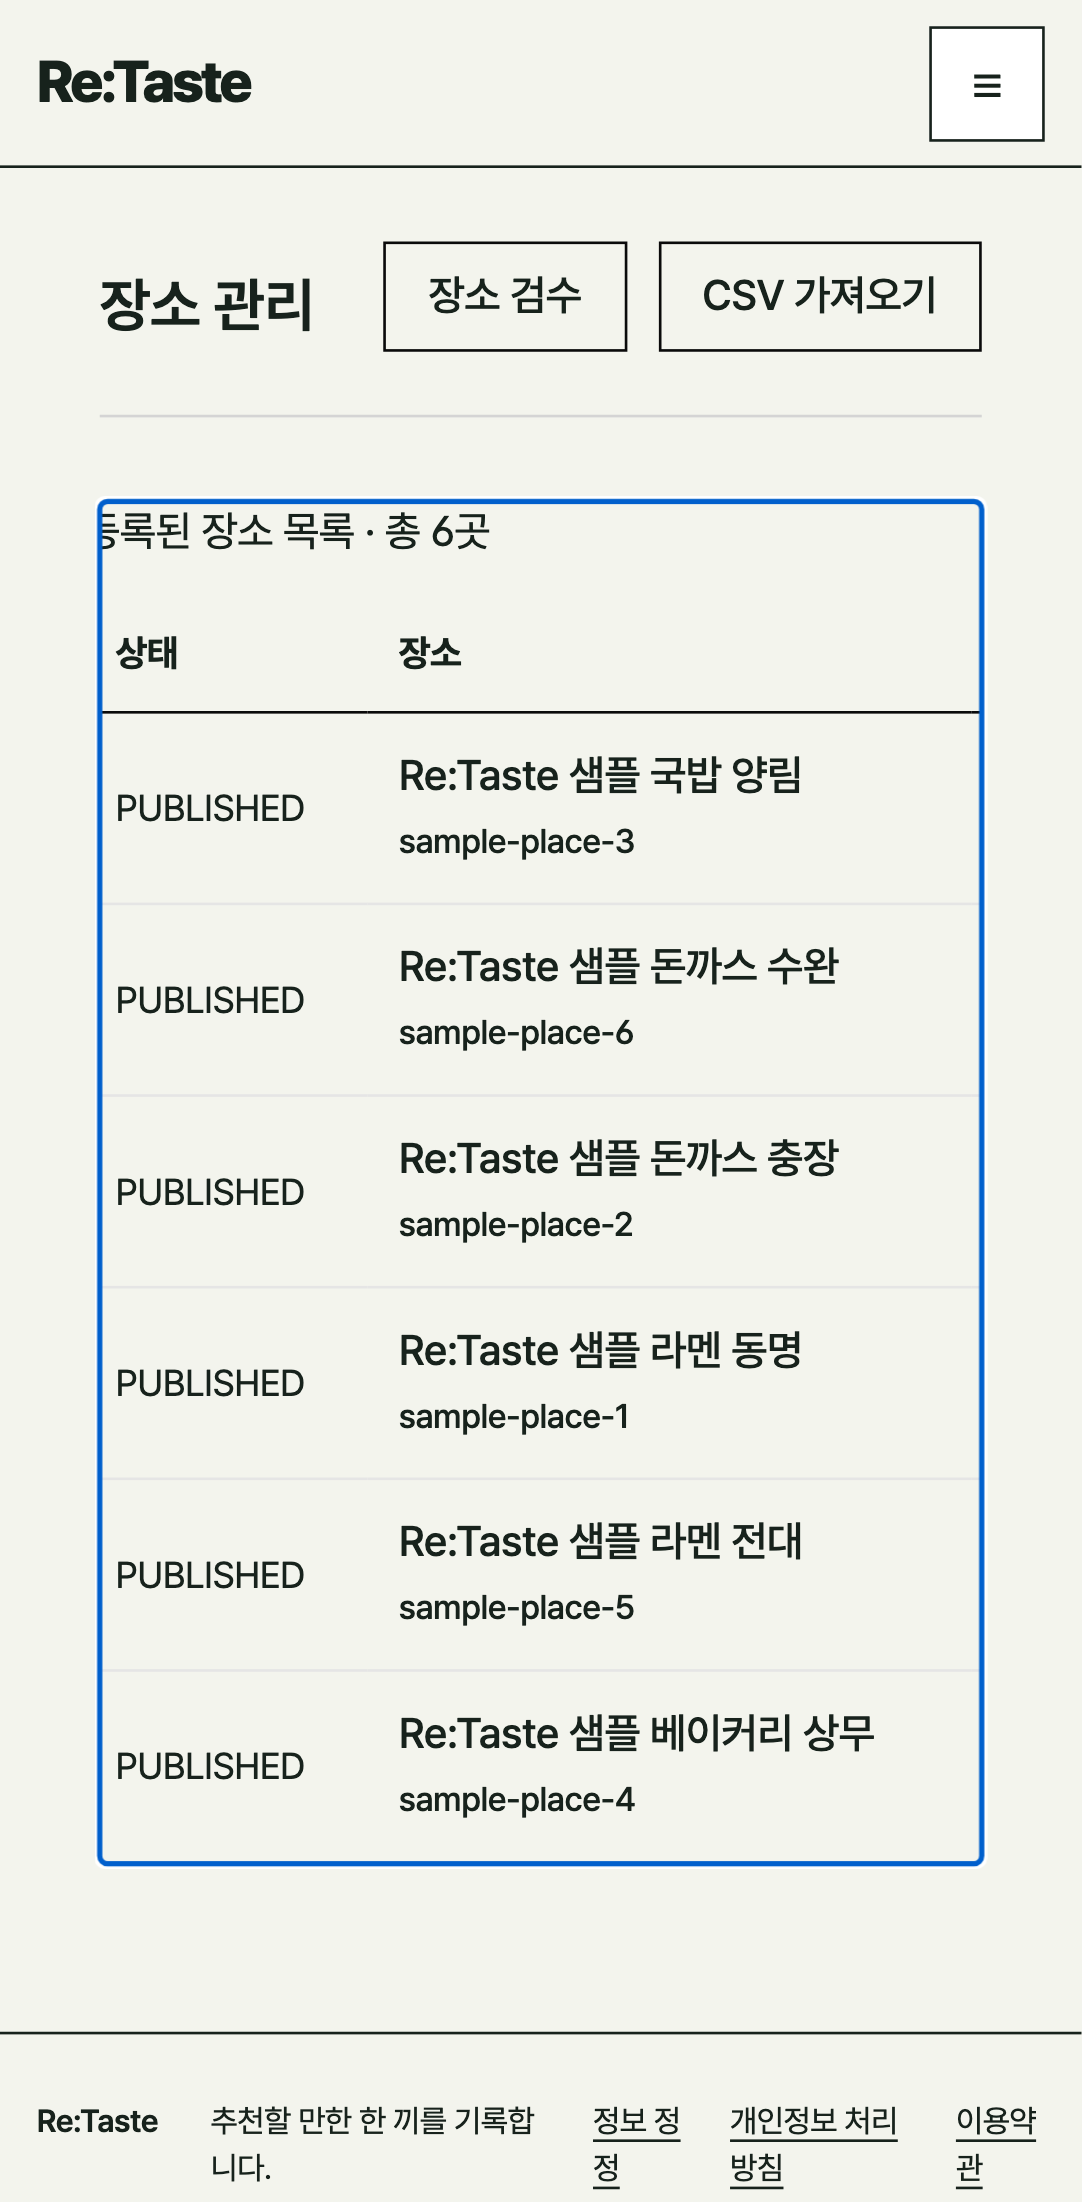 Re:Taste
장소 관리
장소 검수
CSV 가져오기
등록된 장소 목록 · 총 6곳
상태 장소
PUBLISHED
Re:Taste 샘플 국밥 양림
sample-place-3
PUBLISHED
Re:Taste 샘플 돈까스 수완
sample-place-6
PUBLISHED
Re:Taste 샘플 돈까스 충장
sample-place-2
PUBLISHED
Re:Taste 샘플 라멘 동명
sample-place-1
PUBLISHED
Re:Taste 샘플 라멘 전대
sample-place-5
PUBLISHED
Re:Taste 샘플 베이커리 상무
sample-place-4
Re:Taste
추천할 만한 한 끼를 기록합
니다.
정보 정
정
개인정보 처리
방침
이용약
관